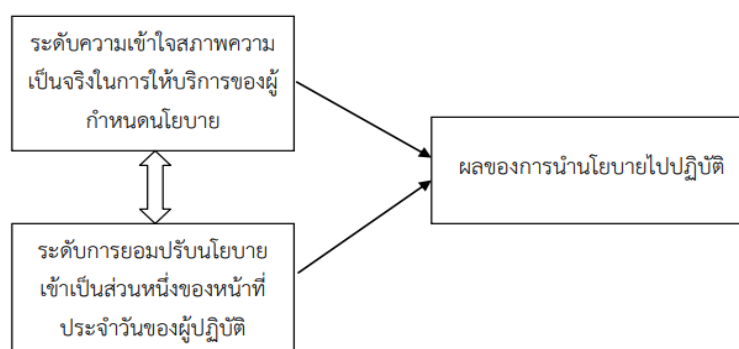 ระดับความเข้าใจสภาพความ
เป็นจริงในการให้บริการของผู้
กำหนดนโยบาย
ผลของการนำนโยบายไปปฏิบัติ
ระดับการยอมปรับนโยบาย
เข้าเป็นส่วนหนึ่งของหน้าที่
ประจำวันของผู้ปฏิบัติ